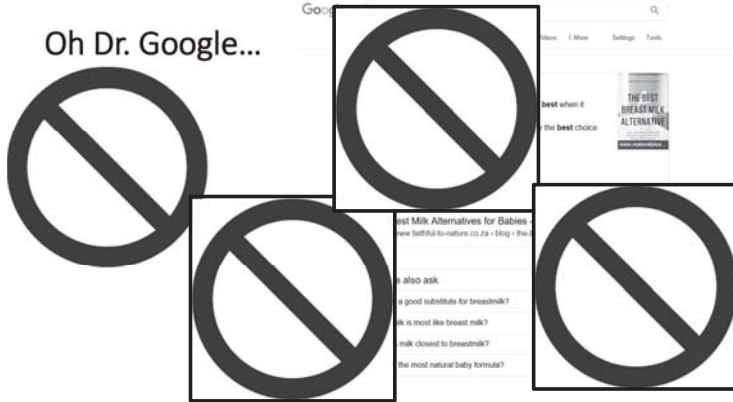 Oh Dr. Google...
Goog
Videos More Settings Tools
best when it
the best choice
THE BEST
BREAST MILK
ALTERNATIVE
est Milk Alternatives for Babies -
www.faithful-to-nature.co.za › blog › the-b
also ask
a good substitute for breastmilk?
is most like breast milk?
milk closest to breastmilk?
the most natural baby formula?